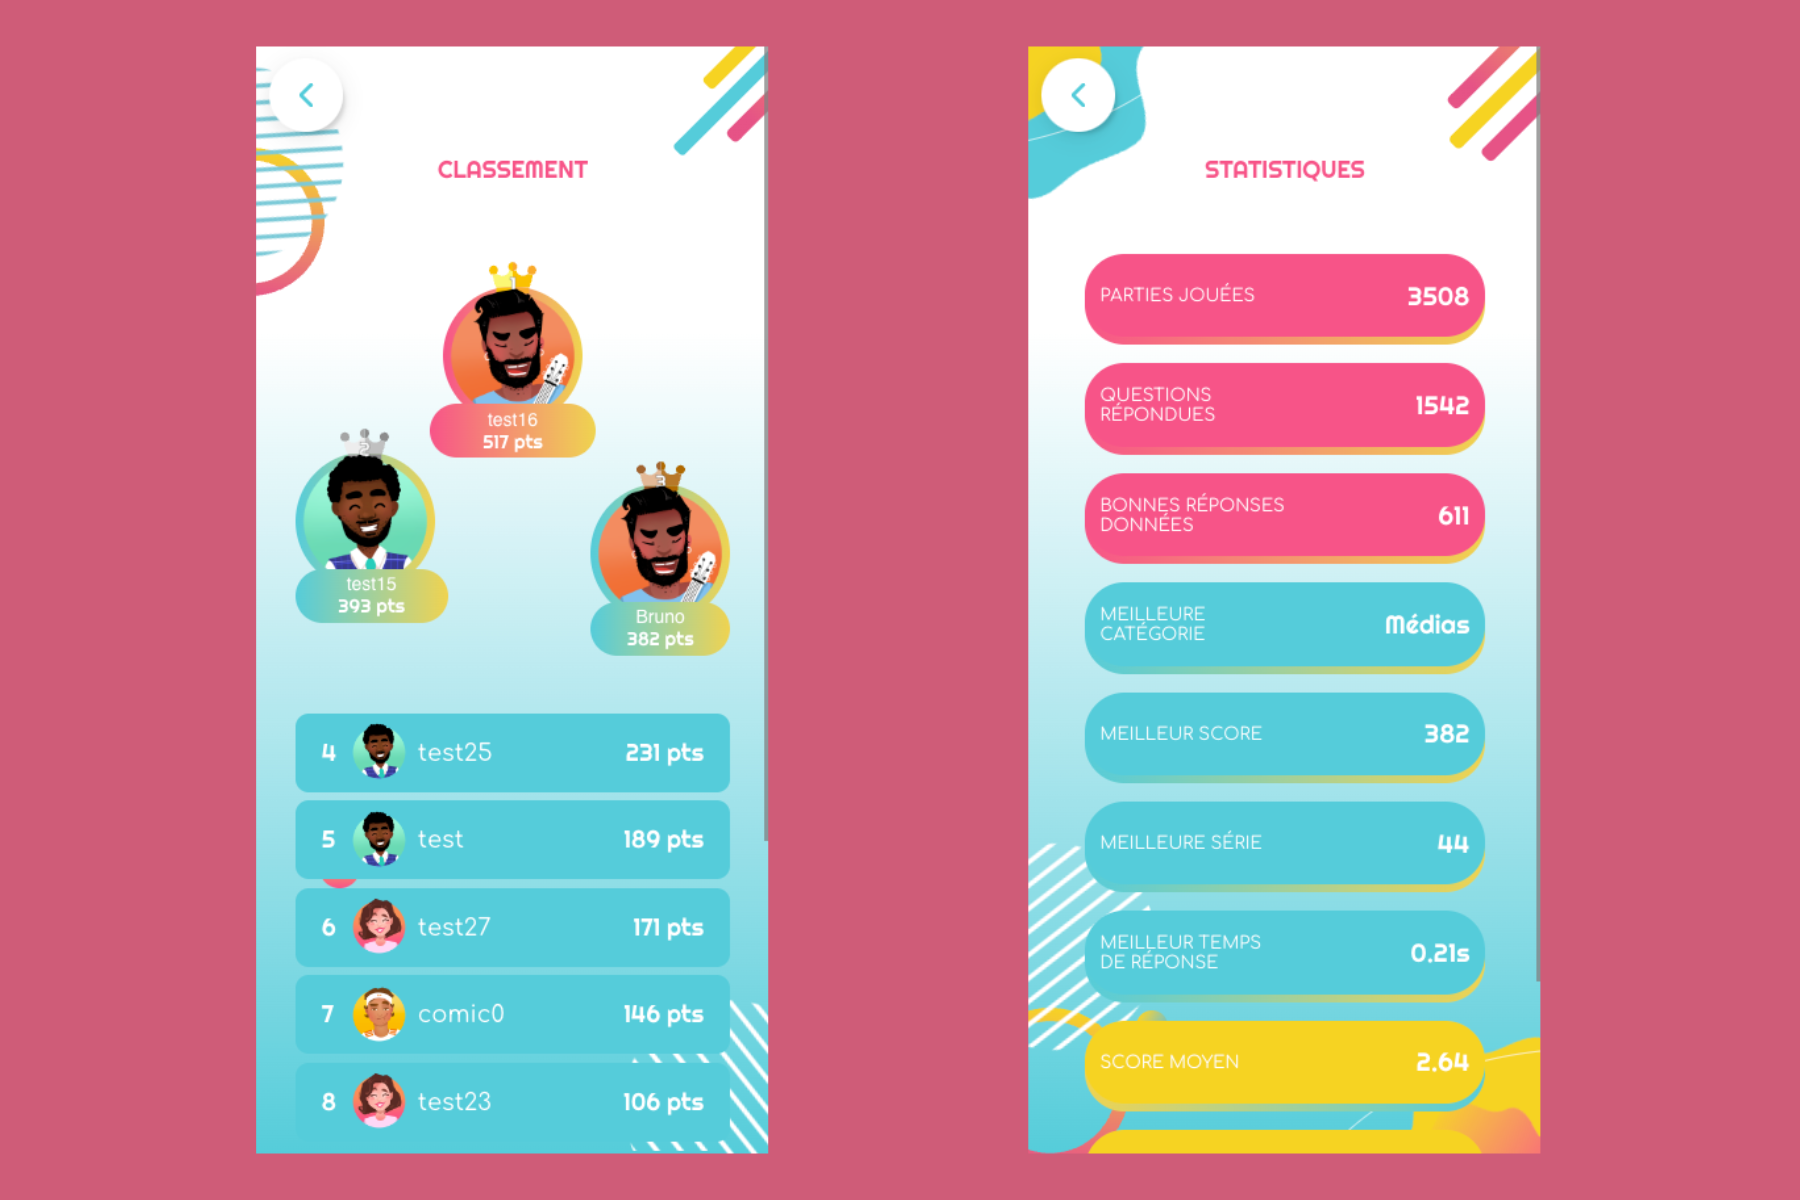 CLASSEMENT
1
test16
517 pts
2
test15
393 pts
3
Bruno
382 pts
4 test25 231 pts
5 test 189 pts
6 test27 171 pts
7 comic0 146 pts
8 test23 106 pts
STATISTIQUES
PARTIES JOUÉES 3508
QUESTIONS
RÉPONDUES 1542
BONNES RÉPONSES
DONNÉES 611
MEILLEURE
CATÉGORIE Médias
MEILLEUR SCORE 382
MEILLEURE SÉRIE 44
MEILLEUR TEMPS
DE RÉPONSE 0.21s
SCORE MOYEN 2.64